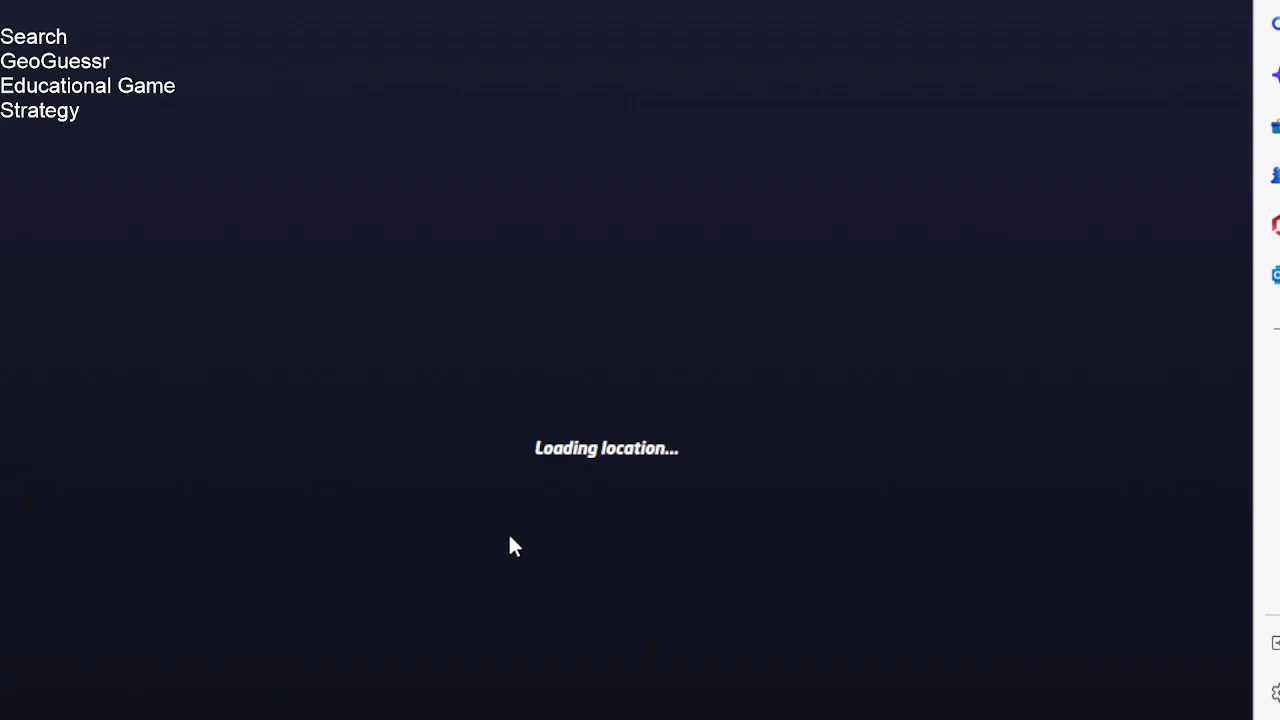 Search
GeoGuessr
Educational Game
Strategy
Loading location...